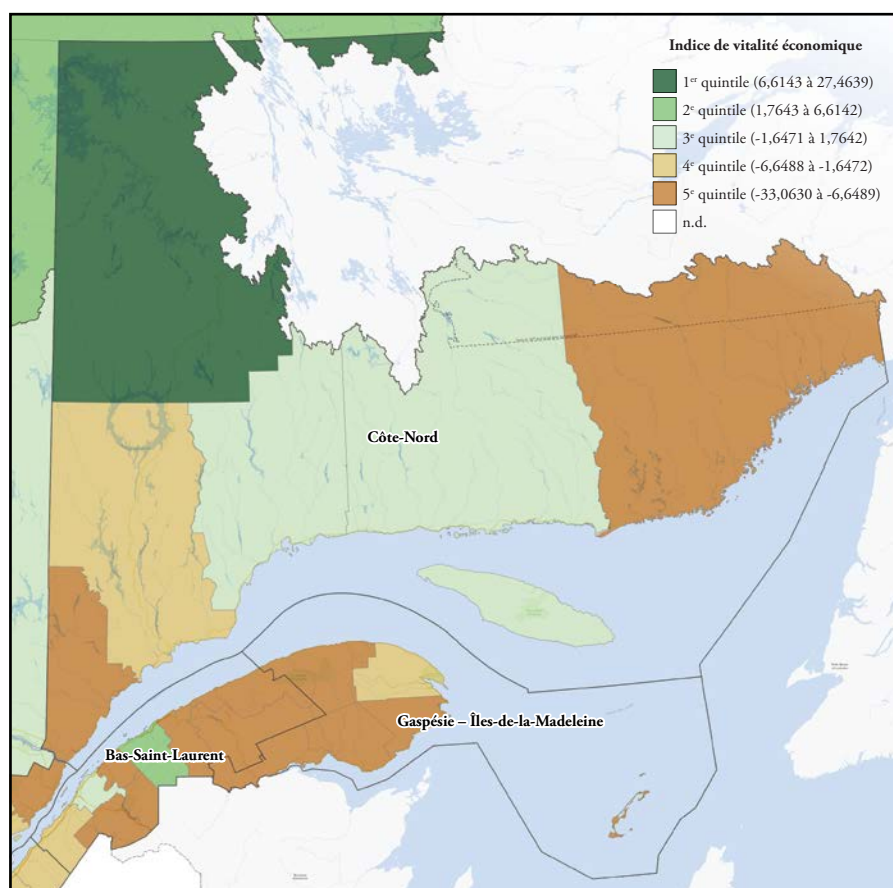 Indice de vitalité économique
1er quintile (6,6143 à 27,4639)
2e quintile (1,7643 à 6,6142)
3e quintile (-1,6471 à 1,7642)
4e quintile (-6,6488 à -1,6472)
5e quintile (-33,0630 à -6,6489)
n.d.
Côte-Nord
Gaspésie – Îles-de-la-Madeleine
Bas-Saint-Laurent